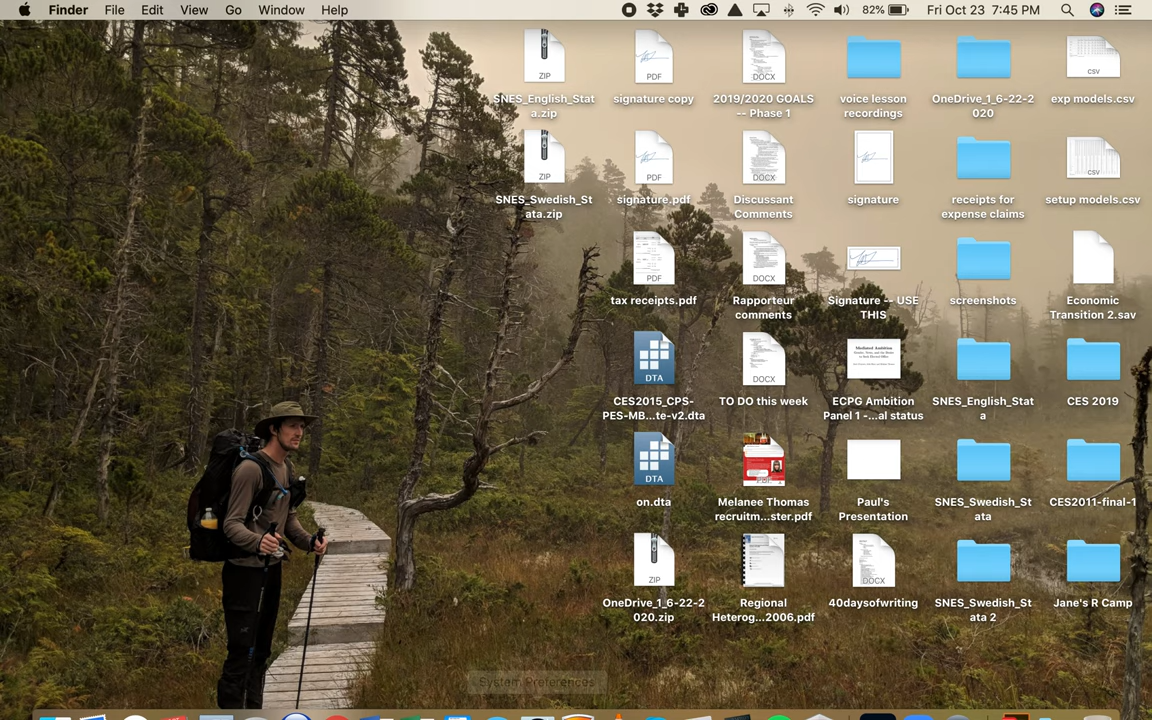 Finder File Edit View Go Window Help 82% Fri Oct 23 7:45 PM
ZIP
SNES_English_Stat
a.zip
PDF
signature copy
DOCX
2019/2020 GOALS
-- Phase 1
voice lesson
recordings
OneDrive_1_6-22-2
020
CSV
exp models.csv
ZIP
SNES_Swedish_St
ata.zip
PDF
signature.pdf
DOCX
Discussant
Comments
signature
receipts for
expense claims
CSV
setup models.csv
PDF
tax receipts.pdf
DOCX
Rapporteur
comments
Signature -- USE
THIS
screenshots
Economic
Transition 2.sav
DTA
CES2015_CPS-
PES-MB...te-v2.dta
DOCX
TO DO this week
Mediated Ambition
ECPG Ambition
Panel 1 -...al status
SNES_English_Stat
a
CES 2019
DTA
on.dta
Melanee Thomas
recruitm...ster.pdf
Paul's
Presentation
SNES_Swedish_St
ata
CES2011-final-1
ZIP
OneDrive_1_6-22-2
020.zip
Regional
Heterog...2006.pdf
DOCX
40daysofwriting
SNES_Swedish_St
ata 2
Jane's R Camp
System Preferences